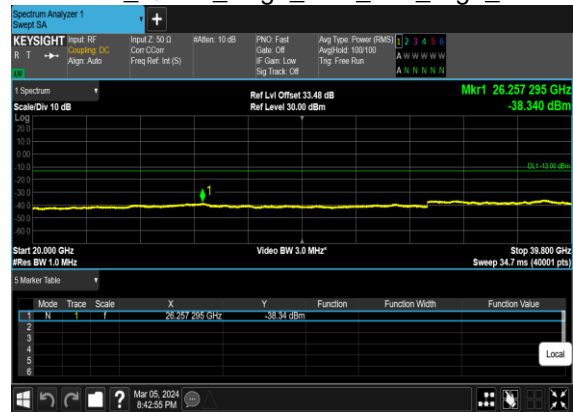 Spectrum Analyzer 1
Swept SA
+
KEYSIGHT Input: RF Input Z: 50 Ω #Atten: 10 dB PNO: Fast Avg Type: Power (RMS) 1 2 3 4 5 6
R T Coupling: DC Corr CCorr Gate: Off Avg|Hold: 100/100 A W W W W W
Align: Auto Freq Ref: Int (S) IF Gain: Low Trig: Free Run
Sig Track: Off A N N N N N
1 Spectrum Ref Lvl Offset 33.48 dB Mkr1 26.257 295 GHz
Scale/Div 10 dB Ref Level 30.00 dBm -38.340 dBm
Log
20.0
10.0
0.00
-10.0 DL1 -13.00 dBm
-20.0
-30.0 1
-40.0
-50.0
-60.0
Start 20.000 GHz Video BW 3.0 MHz* Stop 39.800 GHz
#Res BW 1.0 MHz Sweep 34.7 ms (40001 pts)
5 Marker Table
Mode Trace Scale X Y Function Function Width Function Value
1 N 1 f 26.257 295 GHz -38.34 dBm
2
3
4
5
6
Local
? Mar 05, 2024
8:42:55 PM